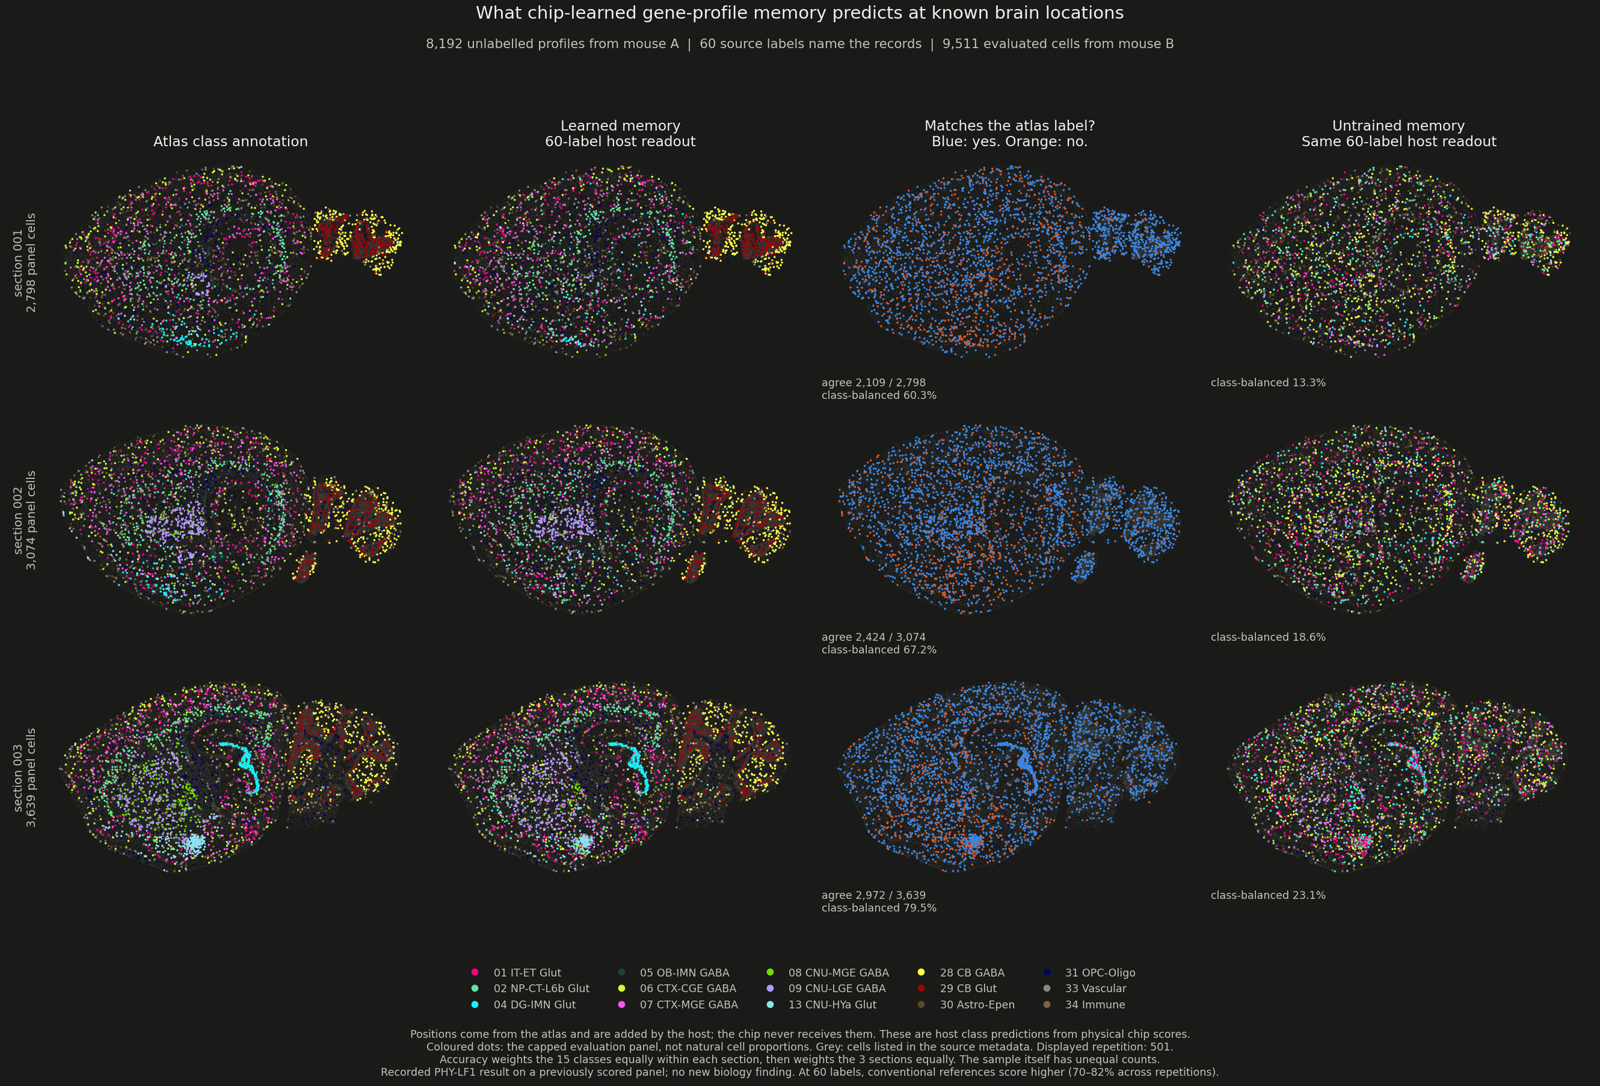 What chip-learned gene-profile memory predicts at known brain locations
8,192 unlabelled profiles from mouse A | 60 source labels name the records | 9,511 evaluated cells from mouse B
Atlas class annotation
Learned memory
60-label host readout
Matches the atlas label?
Blue: yes. Orange: no.
Untrained memory
Same 60-label host readout
section 001
2,798 panel cells
agree 2,109 / 2,798
class-balanced 60.3%
class-balanced 13.3%
section 002
3,074 panel cells
agree 2,424 / 3,074
class-balanced 67.2%
class-balanced 18.6%
section 003
3,639 panel cells
agree 2,972 / 3,639
class-balanced 79.5%
class-balanced 23.1%
01 IT-ET Glut
02 NP-CT-L6b Glut
04 DG-IMN Glut
05 OB-IMN GABA
06 CTX-CGE GABA
07 CTX-MGE GABA
08 CNU-MGE GABA
09 CNU-LGE GABA
13 CNU-HYa Glut
28 CB GABA
29 CB Glut
30 Astro-Epen
31 OPC-Oligo
33 Vascular
34 Immune
Positions come from the atlas and are added by the host; the chip never receives them. These are host class predictions from physical chip scores.
Coloured dots: the capped evaluation panel, not natural cell proportions. Grey: cells listed in the source metadata. Displayed repetition: 501.
Accuracy weights the 15 classes equally within each section, then weights the 3 sections equally. The sample itself has unequal counts.
Recorded PHY-LF1 result on a previously scored panel; no new biology finding. At 60 labels, conventional references score higher (70–82% across repetitions).